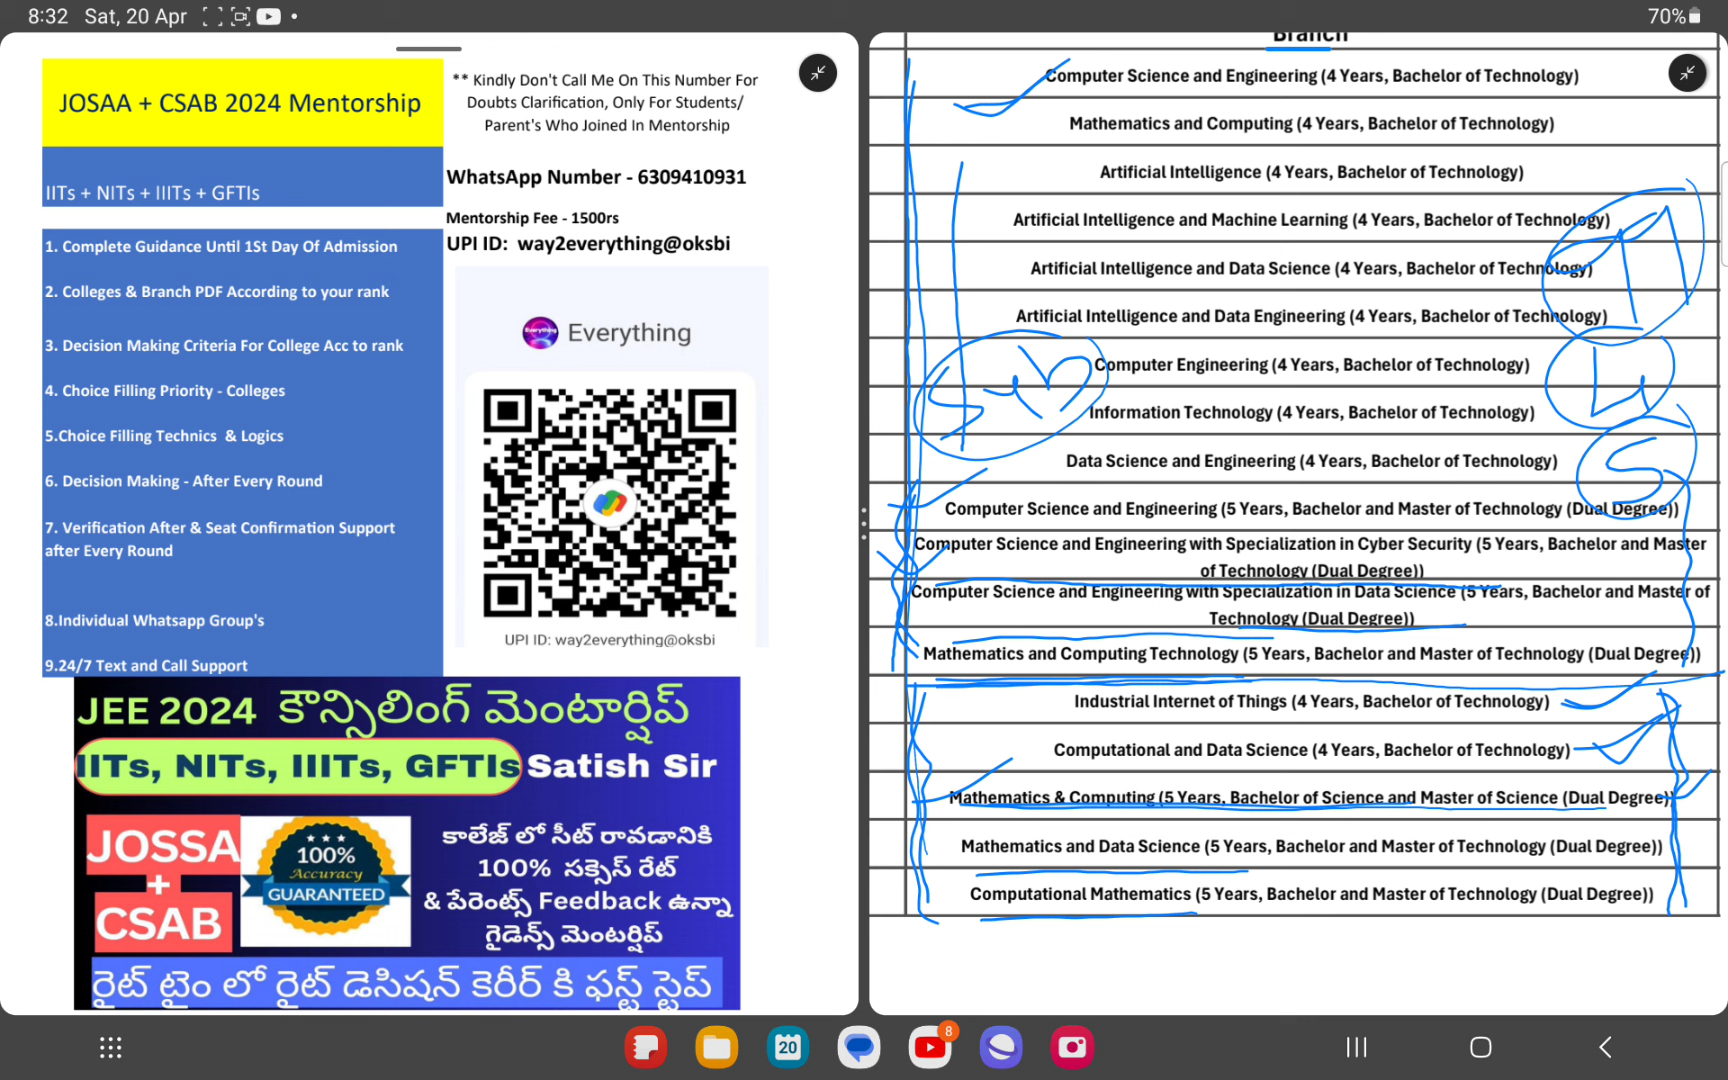 8:32 Sat, 20 Apr
70%
JOSAA + CSAB 2024 Mentorship
IITs + NITs + IIITs + GFTIs
1. Complete Guidance Until 1St Day Of Admission
2. Colleges & Branch PDF According to your rank
3. Decision Making Criteria For College Acc to rank
4. Choice Filling Priority - Colleges
5.Choice Filling Technics & Logics
6. Decision Making - After Every Round
7. Verification After & Seat Confirmation Support
after Every Round
8.Individual Whatsapp Group's
9.24/7 Text and Call Support
** Kindly Don't Call Me On This Number For
Doubts Clarification, Only For Students/
Parent's Who Joined In Mentorship
WhatsApp Number - 6309410931
Mentorship Fee - 1500rs
UPI ID: way2everything@oksbi
Everything
Everything
UPI ID: way2everything@oksbi
JEE 2024 కౌన్సిలింగ్ మెంటార్షిప్
IITs, NITs, IIITs, GFTIs Satish Sir
JOSSA
+
CSAB
100%
Accuracy
GUARANTEED
కాలేజ్ లో సీట్ రావడానికి
100% సక్సెస్ రేట్
& పేరెంట్స్ Feedback ఉన్నా
గైడెన్స్ మెంటర్షిప్
రైట్ టైం లో రైట్ డెసిషన్ కెరీర్ కి ఫస్ట్ స్టెప్
Branch
Computer Science and Engineering (4 Years, Bachelor of Technology)
Mathematics and Computing (4 Years, Bachelor of Technology)
Artificial Intelligence (4 Years, Bachelor of Technology)
Artificial Intelligence and Machine Learning (4 Years, Bachelor of Technology)
Artificial Intelligence and Data Science (4 Years, Bachelor of Technology)
Artificial Intelligence and Data Engineering (4 Years, Bachelor of Technology)
Computer Engineering (4 Years, Bachelor of Technology)
Information Technology (4 Years, Bachelor of Technology)
Data Science and Engineering (4 Years, Bachelor of Technology)
5
Computer Science and Engineering (5 Years, Bachelor and Master of Technology (Dual Degree))
Computer Science and Engineering with Specialization in Cyber Security (5 Years, Bachelor and Master
of Technology (Dual Degree))
Computer Science and Engineering with Specialization in Data Science (5 Years, Bachelor and Master of
Technology (Dual Degree))
Mathematics and Computing Technology (5 Years, Bachelor and Master of Technology (Dual Degree))
Industrial Internet of Things (4 Years, Bachelor of Technology)
Computational and Data Science (4 Years, Bachelor of Technology)
Mathematics & Computing (5 Years, Bachelor of Science and Master of Science (Dual Degree))
Mathematics and Data Science (5 Years, Bachelor and Master of Technology (Dual Degree))
Computational Mathematics (5 Years, Bachelor and Master of Technology (Dual Degree))
20
8